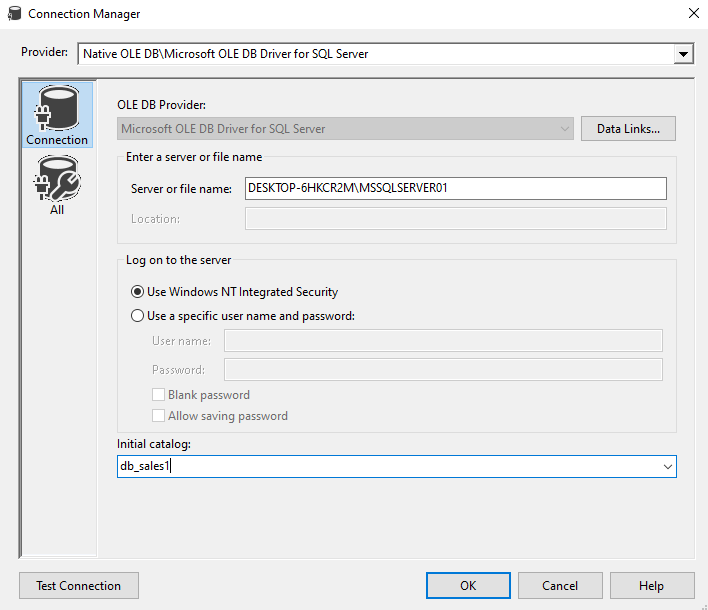 Connection Manager
Provider: Native OLE DB\Microsoft OLE DB Driver for SQL Server
Connection
All
OLE DB Provider:
Microsoft OLE DB Driver for SQL Server
Data Links...
Enter a server or file name
Server or file name: DESKTOP-6HKCR2M\MSSQLSERVER01
Location:
Log on to the server
Use Windows NT Integrated Security
Use a specific user name and password:
User name:
Password:
Blank password
Allow saving password
Initial catalog:
db_sales1
Test Connection OK Cancel Help